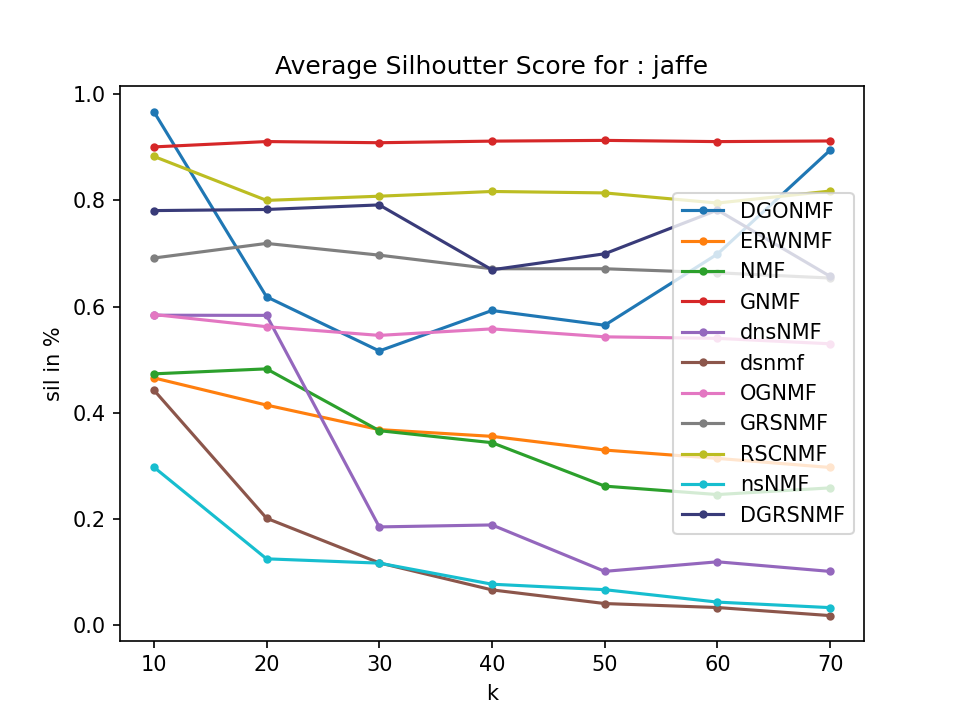 Average Silhoutter Score for : jaffe
sil in %
1.0
0.8
0.6
0.4
0.2
0.0
DGONMF
ERWNMF
NMF
GNMF
dnsNMF
dsnmf
OGNMF
GRSNMF
RSCNMF
nsNMF
DGRSNMF
10 20 30 40 50 60 70
k